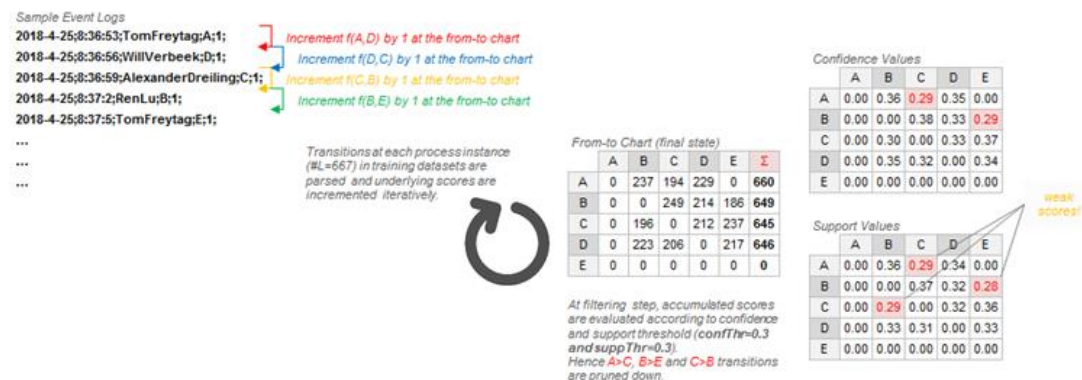 Sample Event Logs
2018-4-25;8:36:53;TomFreytag;A;1;
2018-4-25;8:36:56;WillVerbeek;D;1;
2018-4-25;8:36:59;AlexanderDreiling;C;1;
2018-4-25;8:37:2;RenLu;B;1;
2018-4-25;8:37:5;TomFreytag;E;1;
...
...
...
Increment f(A,D) by 1 at the from-to chart
Increment f(D,C) by 1 at the from-to chart
Increment f(C,B) by 1 at the from-to chart
Increment f(B,E) by 1 at the from-to chart
Transitions at each process instance
(#L=667) in training datasets are
parsed and underlying scores are
incremented iteratively.
From-to Chart (final state)
A B C D E Σ
A 0 237 194 229 0 660
B 0 0 249 214 186 649
C 0 196 0 212 237 645
D 0 223 206 0 217 646
E 0 0 0 0 0 0
At filtering step, accumulated scores
are evaluated according to confidence
and support threshold (confThr=0.3
and suppThr=0.3).
Hence A>C, B>E and C>B transitions
are pruned down.
Confidence Values
A B C D E
A 0.00 0.36 0.29 0.35 0.00
B 0.00 0.00 0.38 0.33 0.29
C 0.00 0.30 0.00 0.33 0.37
D 0.00 0.35 0.32 0.00 0.34
E 0.00 0.00 0.00 0.00 0.00
Support Values
A B C D E
A 0.00 0.36 0.29 0.34 0.00
B 0.00 0.00 0.37 0.32 0.28
C 0.00 0.29 0.00 0.32 0.36
D 0.00 0.33 0.31 0.00 0.33
E 0.00 0.00 0.00 0.00 0.00
weak
scores!